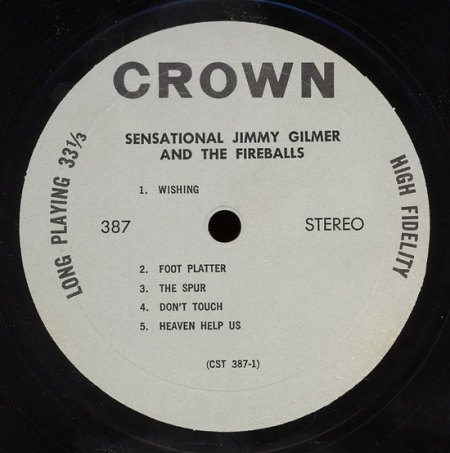 CROWN
SENSATIONAL JIMMY GILMER
AND THE FIREBALLS
LONG PLAYING 33⅓
HIGH FIDELITY
1. WISHING
387
STEREO
2. FOOT PLATTER
3. THE SPUR
4. DON'T TOUCH
5. HEAVEN HELP US
(CST 387-1)